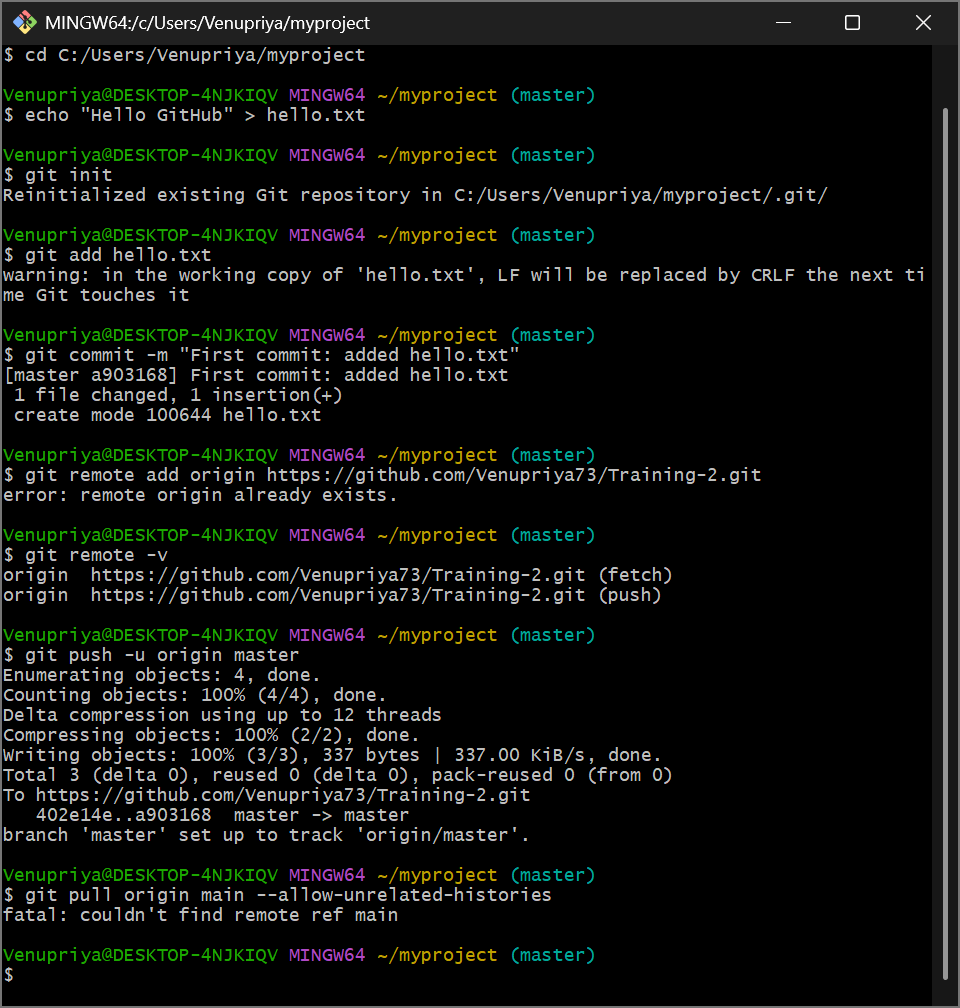 MINGW64:/c/Users/Venupriya/myproject
$ cd C:/Users/Venupriya/myproject
Venupriya@DESKTOP-4NJKIQV MINGW64 ~/myproject (master)
$ echo "Hello GitHub" > hello.txt
Venupriya@DESKTOP-4NJKIQV MINGW64 ~/myproject (master)
$ git init
Reinitialized existing Git repository in C:/Users/Venupriya/myproject/.git/
Venupriya@DESKTOP-4NJKIQV MINGW64 ~/myproject (master)
$ git add hello.txt
warning: in the working copy of 'hello.txt', LF will be replaced by CRLF the next ti
me Git touches it
Venupriya@DESKTOP-4NJKIQV MINGW64 ~/myproject (master)
$ git commit -m "First commit: added hello.txt"
[master a903168] First commit: added hello.txt
 1 file changed, 1 insertion(+)
 create mode 100644 hello.txt
Venupriya@DESKTOP-4NJKIQV MINGW64 ~/myproject (master)
$ git remote add origin https://github.com/Venupriya73/Training-2.git
error: remote origin already exists.
Venupriya@DESKTOP-4NJKIQV MINGW64 ~/myproject (master)
$ git remote -v
origin  https://github.com/Venupriya73/Training-2.git (fetch)
origin  https://github.com/Venupriya73/Training-2.git (push)
Venupriya@DESKTOP-4NJKIQV MINGW64 ~/myproject (master)
$ git push -u origin master
Enumerating objects: 4, done.
Counting objects: 100% (4/4), done.
Delta compression using up to 12 threads
Compressing objects: 100% (2/2), done.
Writing objects: 100% (3/3), 337 bytes | 337.00 KiB/s, done.
Total 3 (delta 0), reused 0 (delta 0), pack-reused 0 (from 0)
To https://github.com/Venupriya73/Training-2.git
   402e14e..a903168  master -> master
branch 'master' set up to track 'origin/master'.
Venupriya@DESKTOP-4NJKIQV MINGW64 ~/myproject (master)
$ git pull origin main --allow-unrelated-histories
fatal: couldn't find remote ref main
Venupriya@DESKTOP-4NJKIQV MINGW64 ~/myproject (master)
$